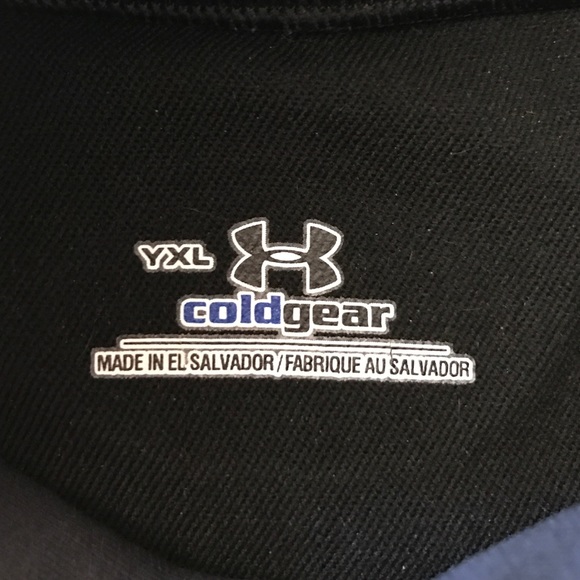 YXL
coldgear
MADE IN EL SALVADOR/FABRIQUE AU SALVADOR